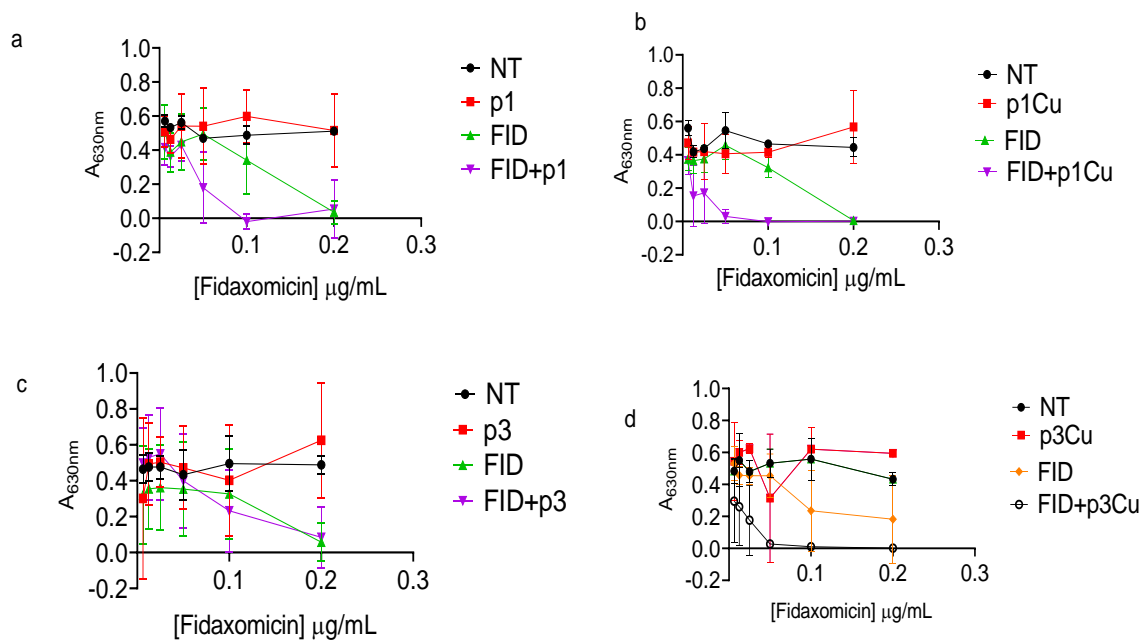 a
1.0
0.8
0.6
0.4
0.2
0.0
-0.2
A630nm
0.1
0.2
0.3
[Fidaxomicin] μg/mL
NT
p1
FID
FID+p1
b
1.0
0.8
0.6
0.4
0.2
0.0
-0.2
A630nm
0.1
0.2
0.3
[Fidaxomicin] μg/mL
NT
p1Cu
FID
FID+p1Cu
c
1.0
0.8
0.6
0.4
0.2
0.0
-0.2
A630nm
0.1
0.2
0.3
[Fidaxomicin] μg/mL
NT
p3
FID
FID+p3
d
1.0
0.8
0.6
0.4
0.2
0.0
-0.2
A630nm
0.1
0.2
0.3
[Fidaxomicin] μg/mL
NT
p3Cu
FID
FID+p3Cu